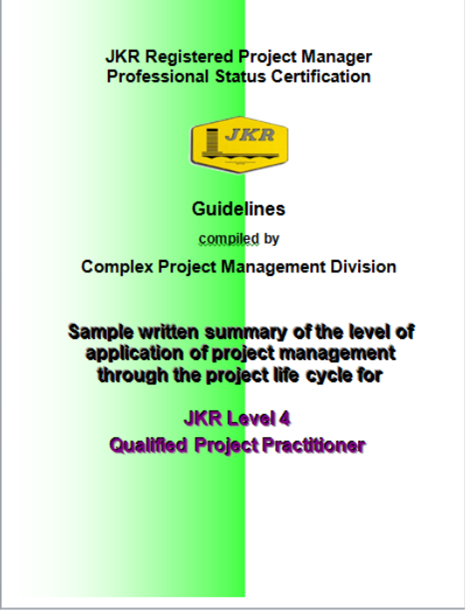 JKR Registered Project Manager
Professional Status Certification
JKR
Guidelines
compiled by
Complex Project Management Division
Sample written summary of the level of
application of project management
through the project life cycle for
JKR Level 4
Qualified Project Practitioner